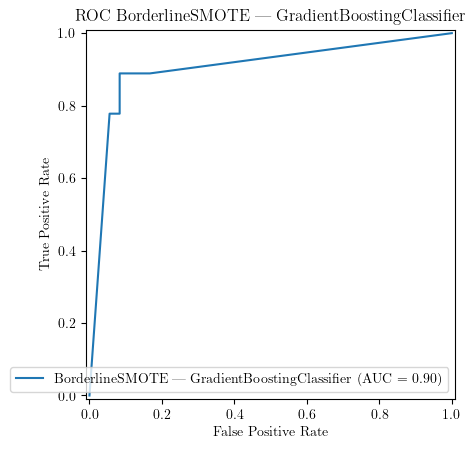 ROC BorderlineSMOTE — GradientBoostingClassifier
True Positive Rate
1.0
0.8
0.6
0.4
0.2
0.0
BorderlineSMOTE — GradientBoostingClassifier (AUC = 0.90)
0.0 0.2 0.4 0.6 0.8 1.0
False Positive Rate